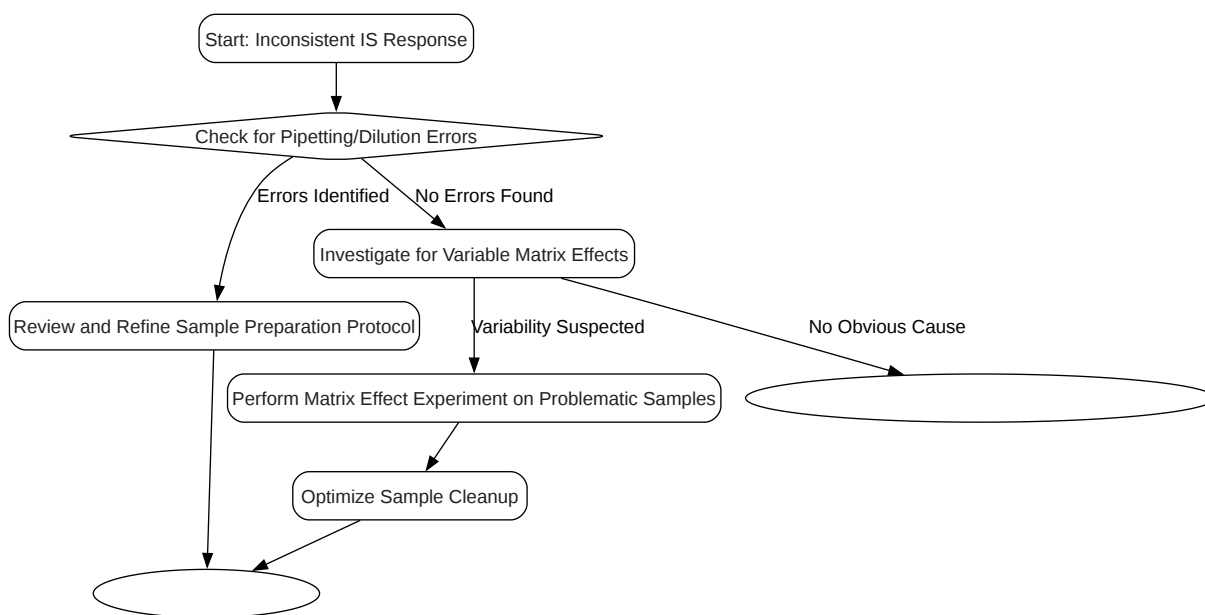 Start: Inconsistent IS Response
Check for Pipetting/Dilution Errors
Errors Identified
No Errors Found
Investigate for Variable Matrix Effects
Review and Refine Sample Preparation Protocol
Variability Suspected
No Obvious Cause
Perform Matrix Effect Experiment on Problematic Samples
Optimize Sample Cleanup